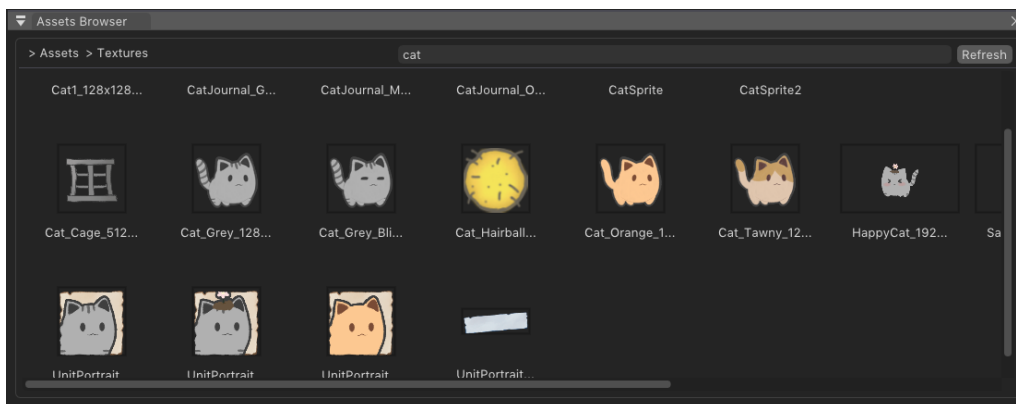 Assets Browser
> Assets > Textures cat Refresh
Cat1_128x128... CatJournal_G... CatJournal_M... CatJournal_O... CatSprite CatSprite2
Cat_Cage_512... Cat_Grey_128... Cat_Grey_Bli... Cat_Hairball... Cat_Orange_1... Cat_Tawny_12... HappyCat_192... Sa
UnitPortrait UnitPortrait UnitPortrait UnitPortrait...